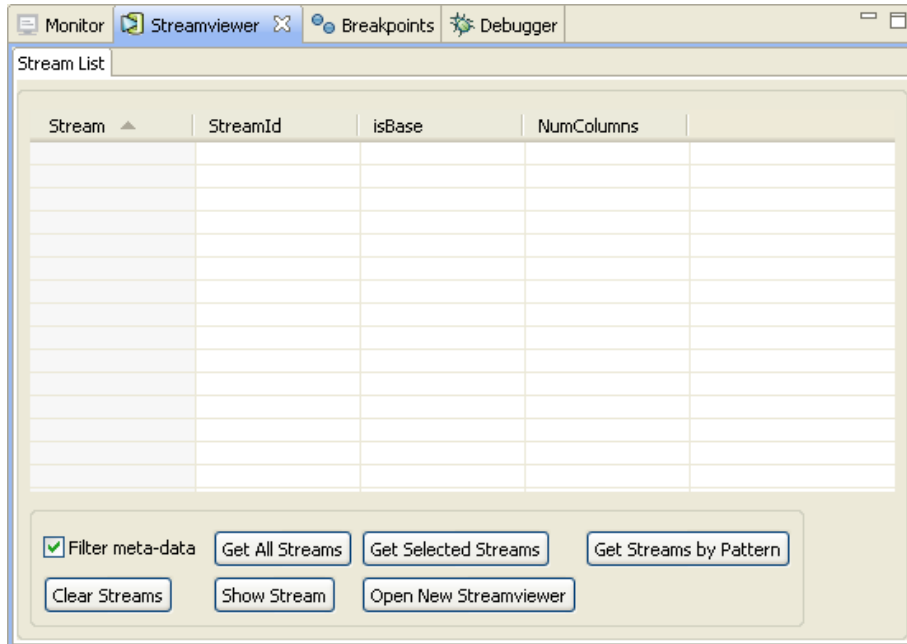 Monitor Streamviewer Breakpoints Debugger
Stream List
Stream StreamId isBase NumColumns
Filter meta-data Get All Streams Get Selected Streams Get Streams by Pattern
Clear Streams Show Stream Open New Streamviewer